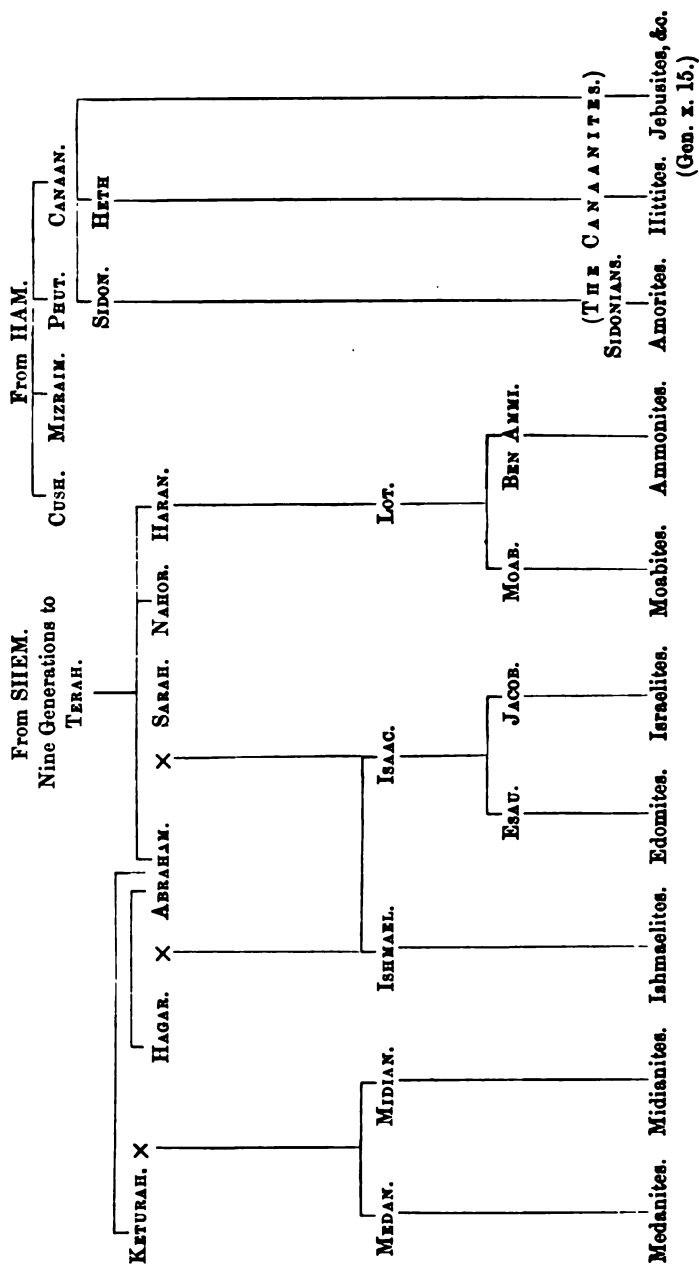 From SHEM.
Nine Generations to
TERAH.
From HAM.
CUSH. MIZRAIM. PHUT. CANAAN.
KETURAH. × HAGAR. × ABRAHAM. × SARAH. NAHOR. HARAN.
SIDON. HETH
MEDAN. MIDIAN. ISHMAEL. ISAAC. LOT.
ESAU. JACOB. MOAB. BEN AMMI.
(THE CANAANITES.)
SIDONIANS.
Medanites. Midianites. Ishmaelites. Edomites. Israelites. Moabites. Ammonites. Amorites. Hittites. Jebusites, &c.
(Gen. x. 15.)